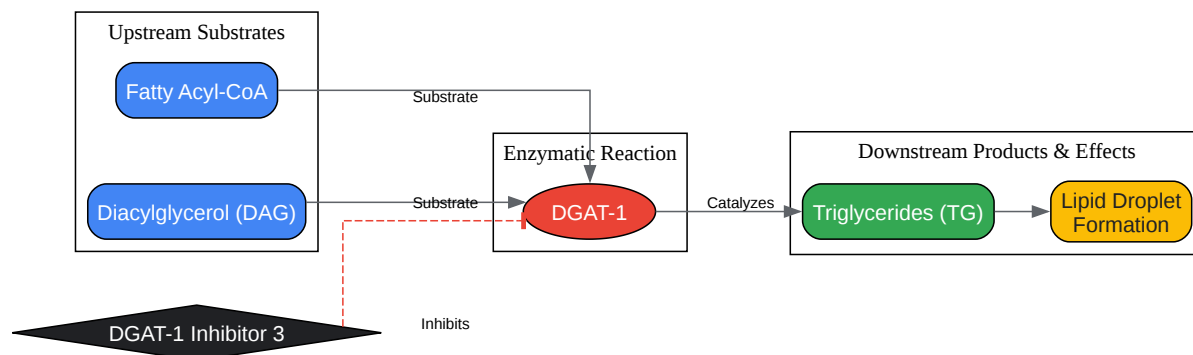 Upstream Substrates
Fatty Acyl-CoA
Substrate
Enzymatic Reaction
Downstream Products & Effects
Diacylglycerol (DAG)
Substrate
DGAT-1
Catalyzes
Triglycerides (TG)
Lipid Droplet
Formation
DGAT-1 Inhibitor 3
Inhibits